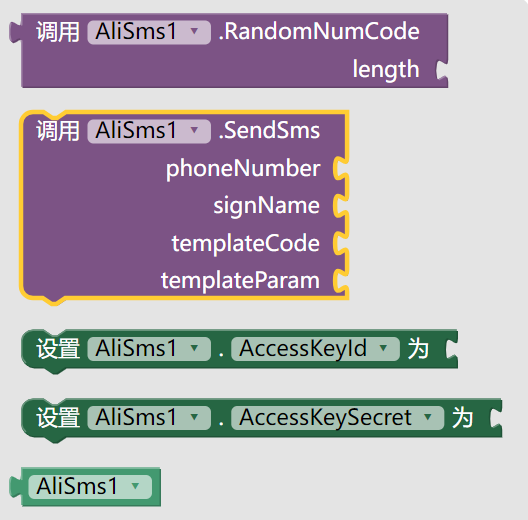 调用 AliSms1 .RandomNumCode
length
调用 AliSms1 .SendSms
phoneNumber
signName
templateCode
templateParam
设置 AliSms1 . AccessKeyId 为
设置 AliSms1 . AccessKeySecret 为
AliSms1